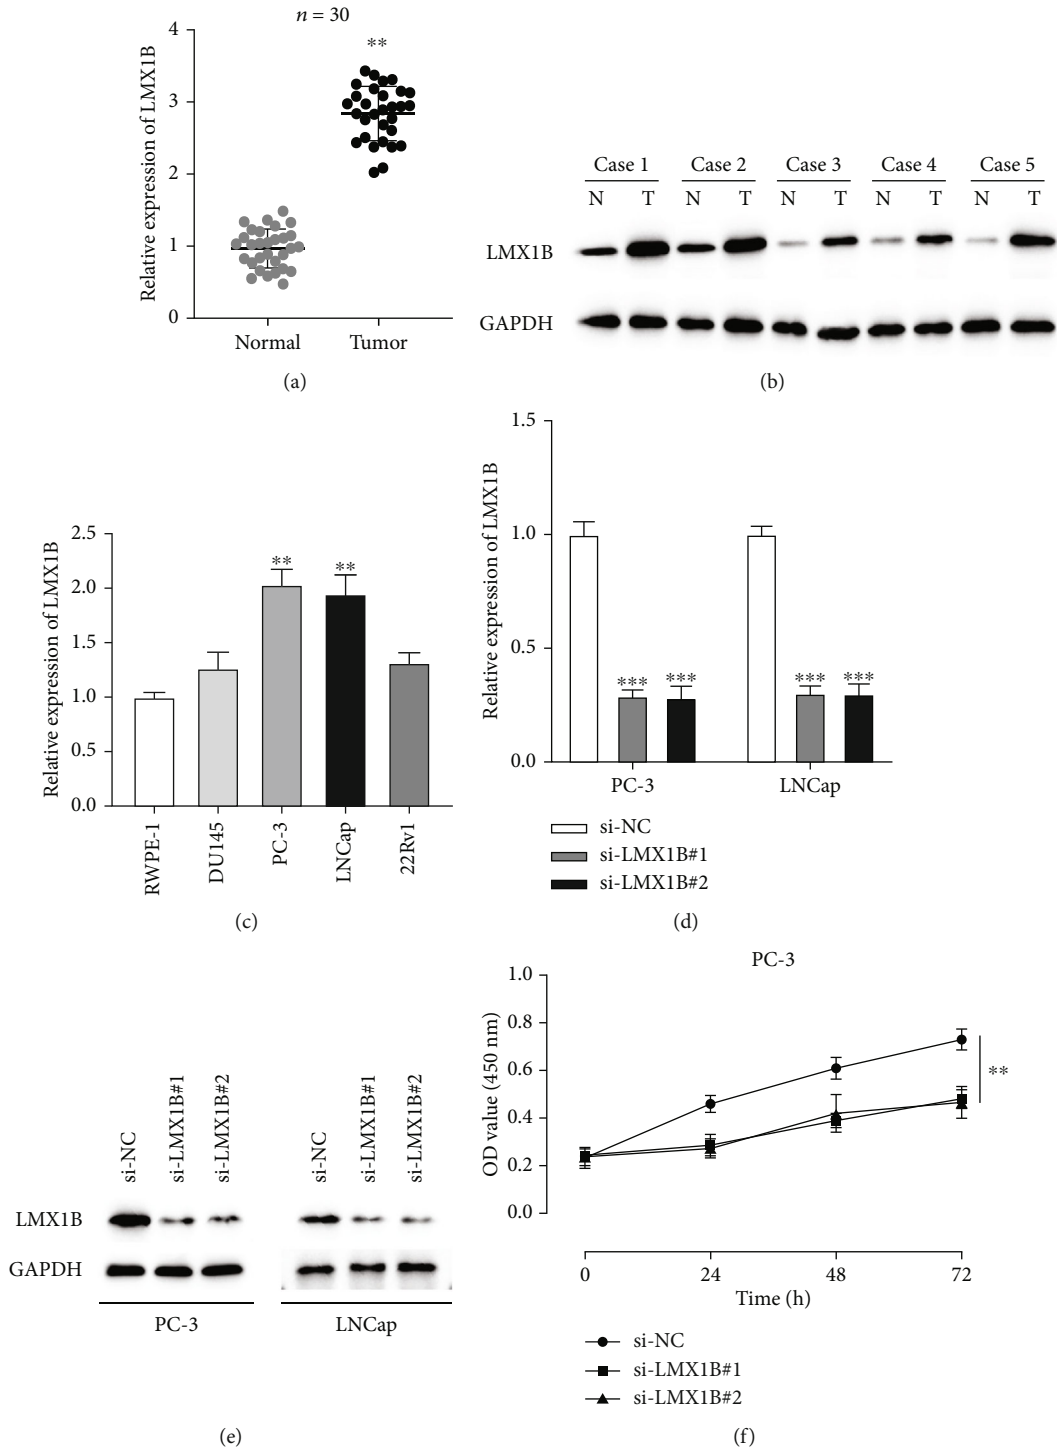 n = 30
**
Relative expression of LMX1B
4
3
2
1
0
Normal Tumor
(a)
Case 1 Case 2 Case 3 Case 4 Case 5
N T N T N T N T N T
LMX1B
GAPDH
(b)
Relative expression of LMX1B
2.5
2.0
1.5
1.0
0.5
0.0
** **
RWPE-1 DU145 PC-3 LNCap 22Rv1
(c)
Relative expression of LMX1B
1.5
1.0
0.5
0.0
*** *** *** ***
PC-3 LNCap
si-NC
si-LMX1B#1
si-LMX1B#2
(d)
si-NC si-LMX1B#1 si-LMX1B#2 si-NC si-LMX1B#1 si-LMX1B#2
LMX1B
GAPDH
PC-3 LNCap
(e)
PC-3
OD value (450 nm)
1.0
0.8
0.6
0.4
0.2
0.0
**
0 24 48 72
Time (h)
si-NC
si-LMX1B#1
si-LMX1B#2
(f)